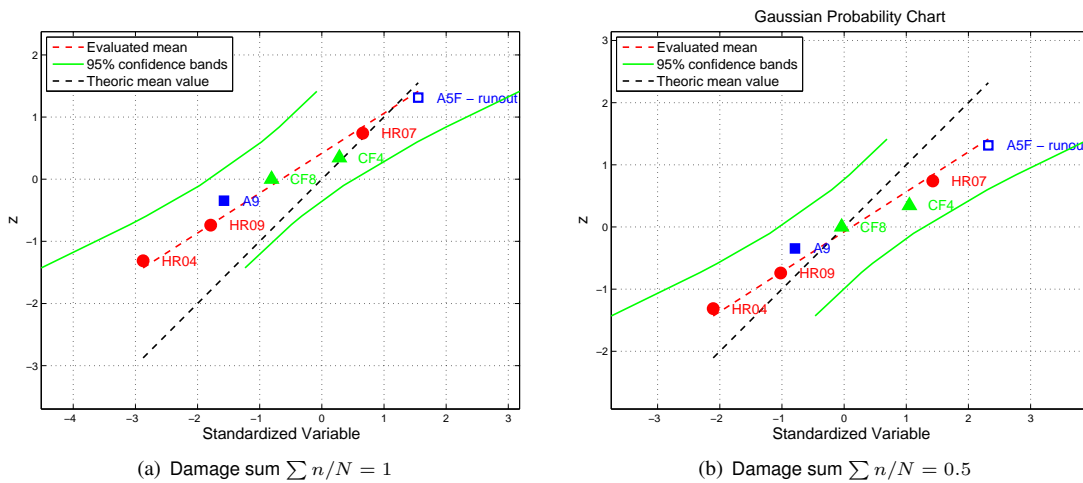 Evaluated mean
95% confidence bands
Theoric mean value
2
1
0
−1
−2
−3
z
−4
−3
−2
−1
0
1
2
3
Standardized Variable
A5F − runout
HR07
CF4
CF8
A9
HR09
HR04
(a) Damage sum ∑ n/N = 1
Gaussian Probability Chart
Evaluated mean
95% confidence bands
Theoric mean value
3
2
1
0
−1
−2
z
−3
−2
−1
0
1
2
3
Standardized Variable
A5F − runout
HR07
CF4
CF8
A9
HR09
HR04
(b) Damage sum ∑ n/N = 0.5